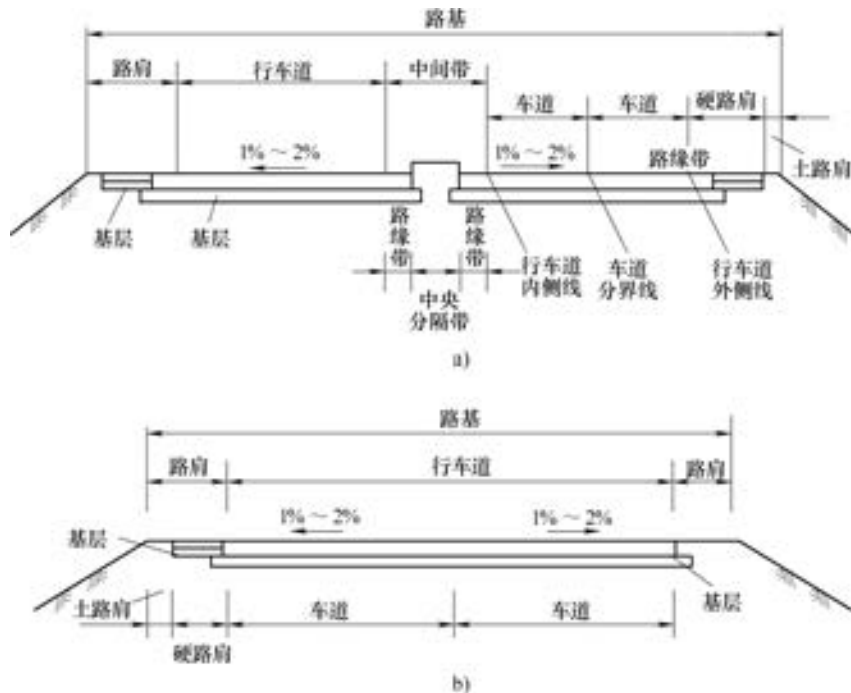 路基
路肩
行车道
中间带
车道
车道
硬路肩
1%～2%
1%～2%
路缘带
土路肩
基层
基层
路缘带
路缘带
行车道
内侧线
车道
分界线
行车道
外侧线
中央
分隔带
a)
路基
路肩
行车道
路肩
1%～2%
1%～2%
基层
土路肩
车道
车道
基层
硬路肩
b)